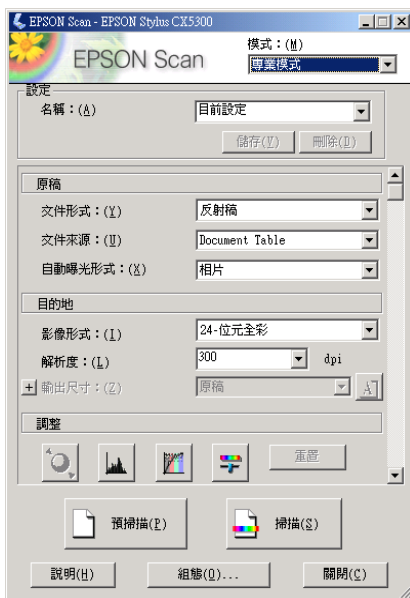 EPSON Scan - EPSON Stylus CX5300
EPSON Scan
模式：(M)
專業模式
設定
名稱：(A) 目前設定
儲存(V) 刪除(D)
原稿
文件形式：(Y) 反射稿
文件來源：(U) Document Table
自動曝光形式：(X) 相片
目的地
影像形式：(I) 24-位元全彩
解析度：(L) 300 dpi
輸出尺寸：(Z) 原稿
調整
重置
預掃描(P) 掃描(S)
說明(H) 組態(O)... 關閉(C)